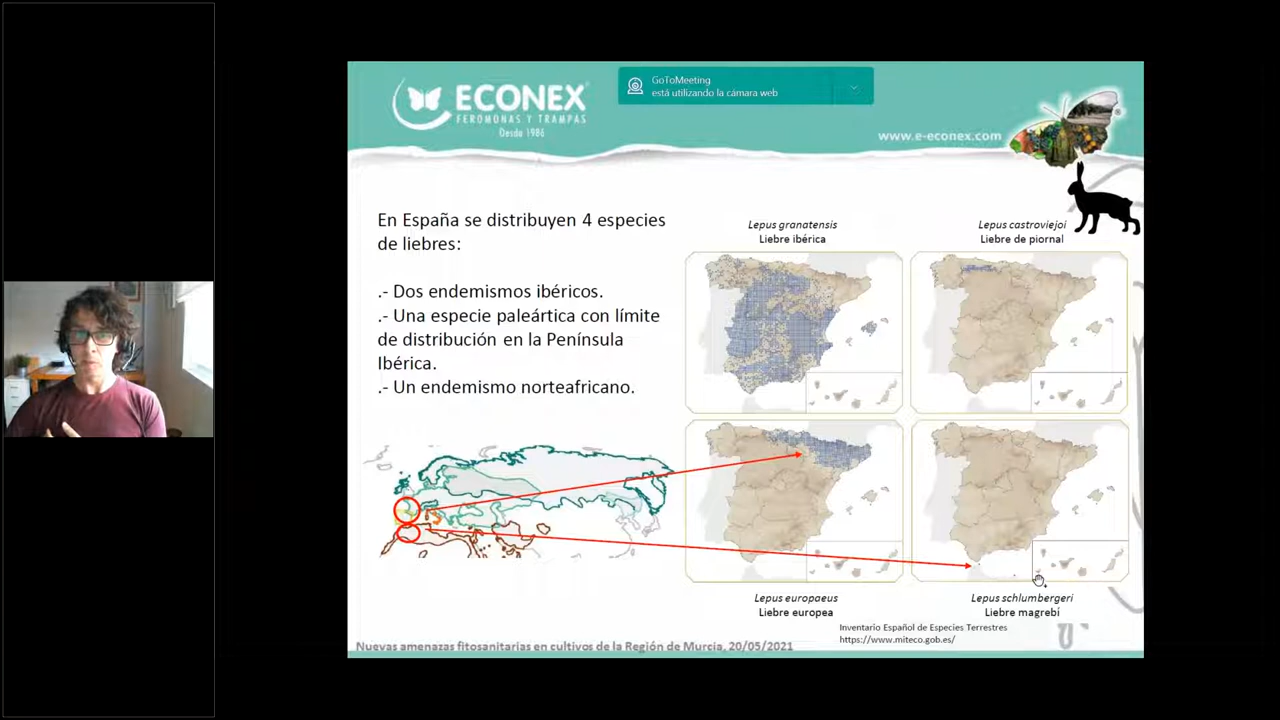 ECONEX
FEROMONAS Y TRAMPAS
Desde 1986
GoToMeeting
está utilizando la cámara web
www.e-econex.com
®
En España se distribuyen 4 especies
de liebres:
.- Dos endemismos ibéricos.
.- Una especie paleártica con límite
de distribución en la Península
Ibérica.
.- Un endemismo norteafricano.
Lepus granatensis
Liebre ibérica
Lepus castroviejoi
Liebre de piornal
Lepus europaeus
Liebre europea
Lepus schlumbergeri
Liebre magrebí
Inventario Español de Especies Terrestres
https://www.miteco.gob.es/
Nuevas amenazas fitosanitarias en cultivos de la Región de Murcia, 20/05/2021